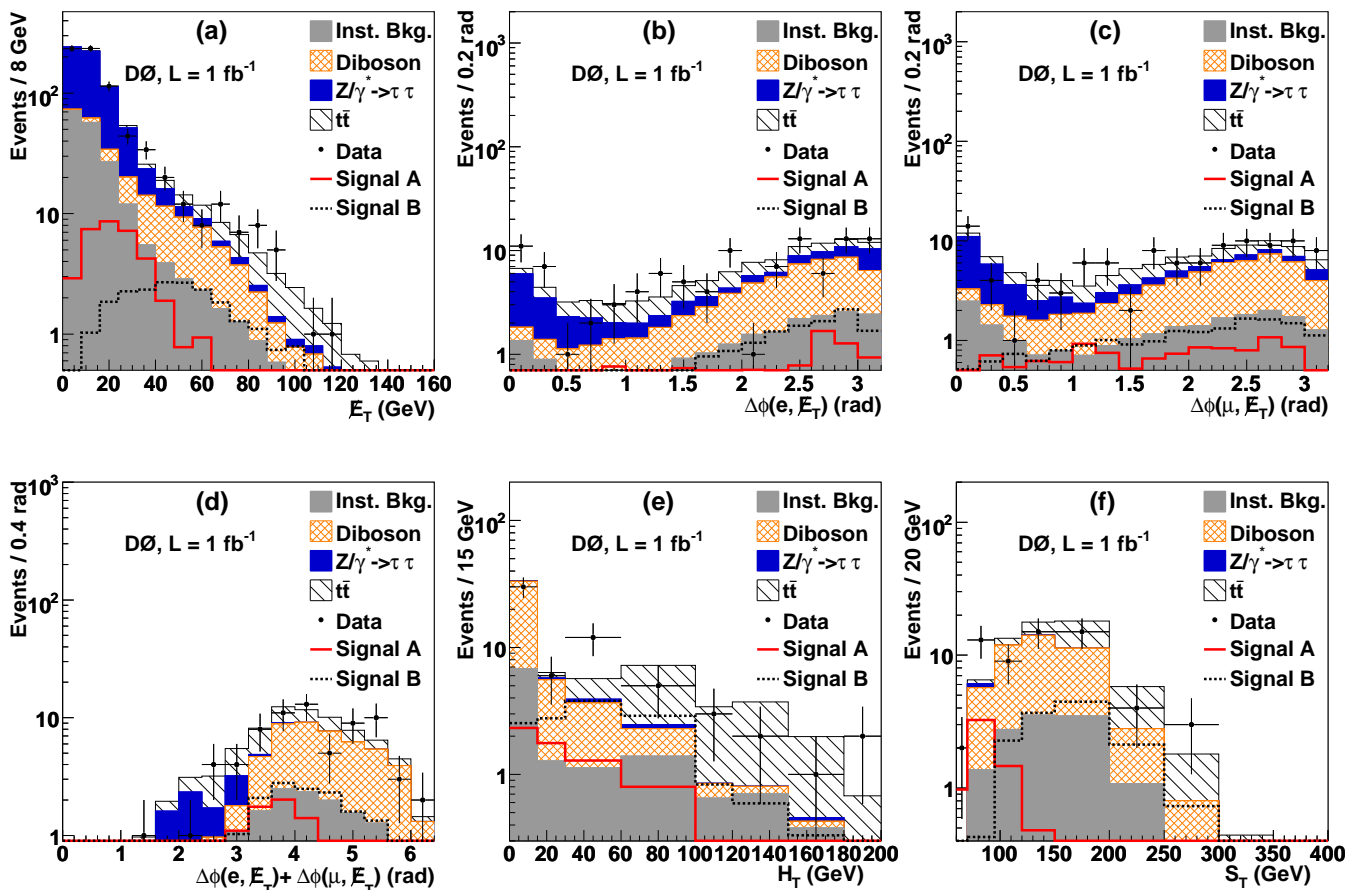 (a)
DØ, L = 1 fb⁻¹
Inst. Bkg.
Diboson
Z/γ*->τ τ
tt̄
Data
Signal A
Signal B
Events / 8 GeV
10²
10
1
0 20 40 60 80 100 120 140 160
E̸_T (GeV)
(b)
DØ, L = 1 fb⁻¹
Inst. Bkg.
Diboson
Z/γ*->τ τ
tt̄
Data
Signal A
Signal B
Events / 0.2 rad
10³
10²
10
1
0 0.5 1 1.5 2 2.5 3
Δϕ(e, E̸_T) (rad)
(c)
DØ, L = 1 fb⁻¹
Inst. Bkg.
Diboson
Z/γ*->τ τ
tt̄
Data
Signal A
Signal B
Events / 0.2 rad
10³
10²
10
1
0 0.5 1 1.5 2 2.5 3
Δϕ(μ, E̸_T) (rad)
(d)
DØ, L = 1 fb⁻¹
Inst. Bkg.
Diboson
Z/γ*->τ τ
tt̄
Data
Signal A
Signal B
Events / 0.4 rad
10³
10²
10
1
0 1 2 3 4 5 6
Δϕ(e, E̸_T)+ Δϕ(μ, E̸_T) (rad)
(e)
DØ, L = 1 fb⁻¹
Inst. Bkg.
Diboson
Z/γ*->τ τ
tt̄
Data
Signal A
Signal B
Events / 15 GeV
10²
10
1
0 20 40 60 80 100 120 140 160 180 200
H_T (GeV)
(f)
DØ, L = 1 fb⁻¹
Inst. Bkg.
Diboson
Z/γ*->τ τ
tt̄
Data
Signal A
Signal B
Events / 20 GeV
10²
10
1
100 150 200 250 300 350 400
S_T (GeV)